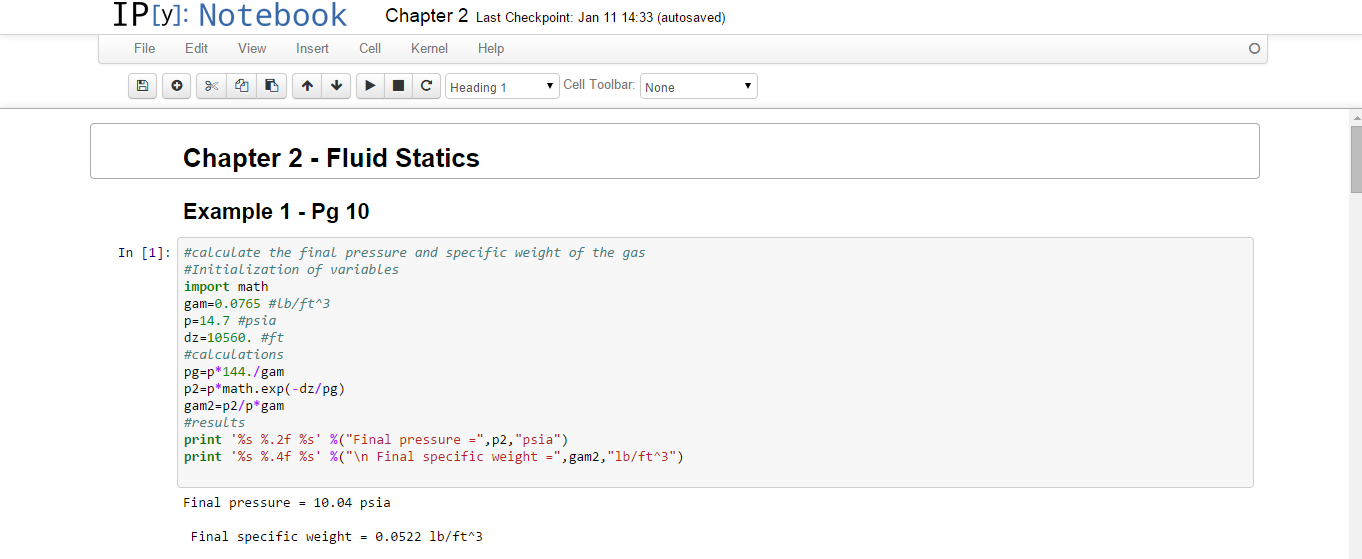 IP[y]: Notebook Chapter 2 Last Checkpoint: Jan 11 14:33 (autosaved)
File Edit View Insert Cell Kernel Help
Heading 1 Cell Toolbar: None
Chapter 2 - Fluid Statics
Example 1 - Pg 10
In [1]: #calculate the final pressure and specific weight of the gas
#Initialization of variables
import math
gam=0.0765 #lb/ft^3
p=14.7 #psia
dz=10560. #ft
#calculations
pg=p*144./gam
p2=p*math.exp(-dz/pg)
gam2=p2/p*gam
#results
print '%s %.2f %s' %("Final pressure =",p2,"psia")
print '%s %.4f %s' %("\n Final specific weight =",gam2,"lb/ft^3")
Final pressure = 10.04 psia
Final specific weight = 0.0522 lb/ft^3